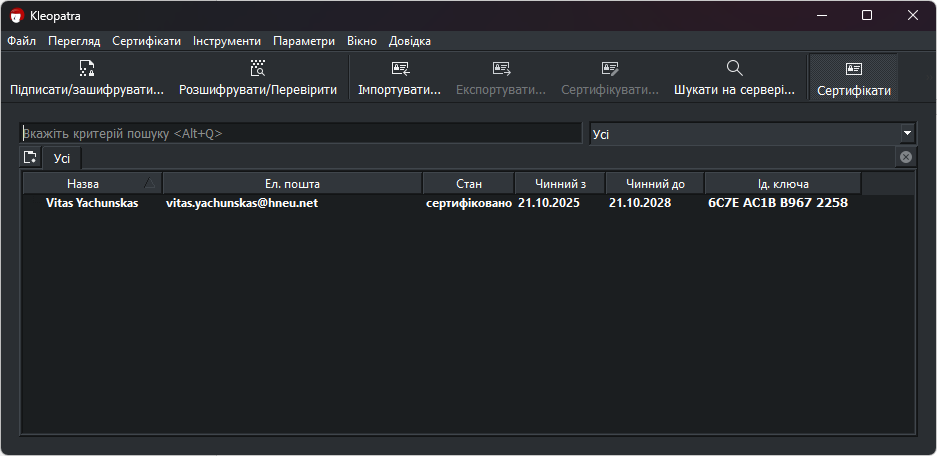 Kleopatra
Файл Перегляд Сертифікати Інструменти Параметри Вікно Довідка
Підписати/зашифрувати... Розшифрувати/Перевірити Імпортувати... Експортувати... Сертифікувати... Шукати на сервері... Сертифікати
Вкажіть критерій пошуку <Alt+Q> Усі
Усі
Назва Ел. пошта Стан Чинний з Чинний до Ід. ключа
Vitas Yachunskas vitas.yachunskas@hneu.net сертифіковано 21.10.2025 21.10.2028 6C7E AC1B B967 2258